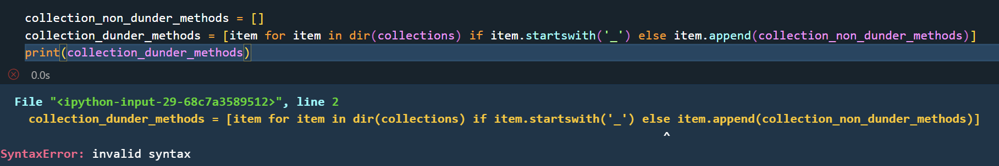 collection_non_dunder_methods = []
collection_dunder_methods = [item for item in dir(collections) if item.startswith('_') else item.append(collection_non_dunder_methods)]
print(collection_dunder_methods)
0.0s
File "<ipython-input-29-68c7a3589512>", line 2
collection_dunder_methods = [item for item in dir(collections) if item.startswith('_') else item.append(collection_non_dunder_methods)]
^
SyntaxError: invalid syntax